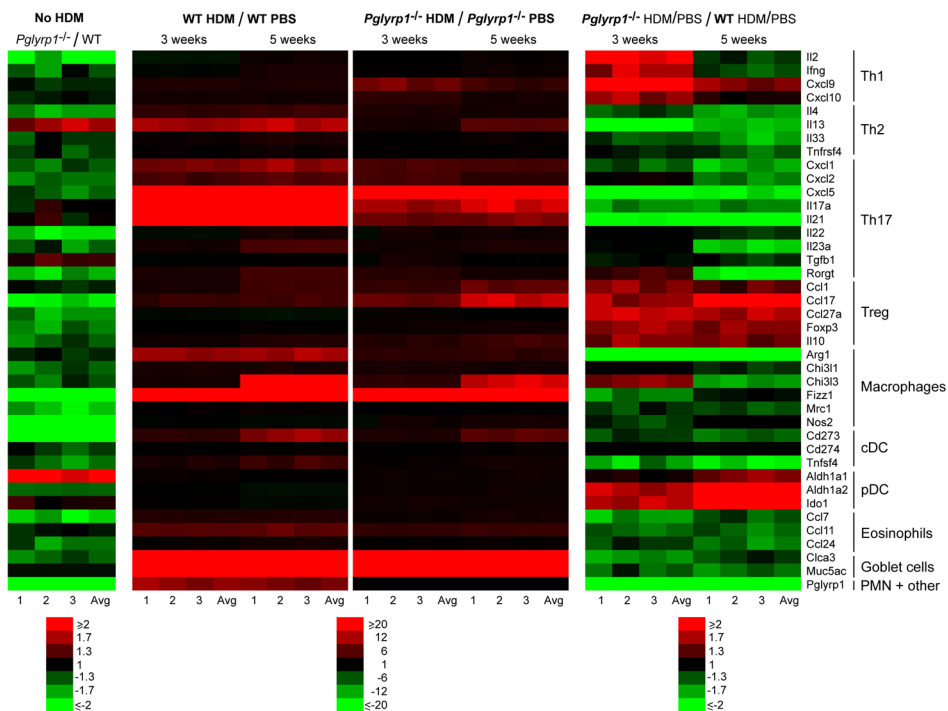 No HDM
Pglyrp1-/- / WT
WT HDM / WT PBS
3 weeks 5 weeks
Pglyrp1-/- HDM / Pglyrp1-/- PBS
3 weeks 5 weeks
Pglyrp1-/- HDM/PBS / WT HDM/PBS
3 weeks 5 weeks
Il2
Ifng
Cxcl9
Cxcl10
Th1
Il4
Il13
Il33
Tnfrsf4
Th2
Cxcl1
Cxcl2
Cxcl5
Il17a
Il21
Il22
Il23a
Tgfb1
Rorgt
Th17
Ccl1
Ccl17
Ccl27a
Foxp3
Il10
Treg
Arg1
Chi3l1
Chi3l3
Fizz1
Mrc1
Nos2
Macrophages
Cd273
Cd274
Tnfsf4
cDC
Aldh1a1
Aldh1a2
Ido1
pDC
Ccl7
Ccl11
Ccl24
Eosinophils
Clca3
Muc5ac
Goblet cells
Pglyrp1
PMN + other
1 2 3 Avg
1 2 3 Avg 1 2 3 Avg
1 2 3 Avg 1 2 3 Avg
1 2 3 Avg 1 2 3 Avg
≥2
1.7
1.3
1
-1.3
-1.7
≤-2
≥20
12
6
1
-6
-12
≤-20
≥2
1.7
1.3
1
-1.3
-1.7
≤-2